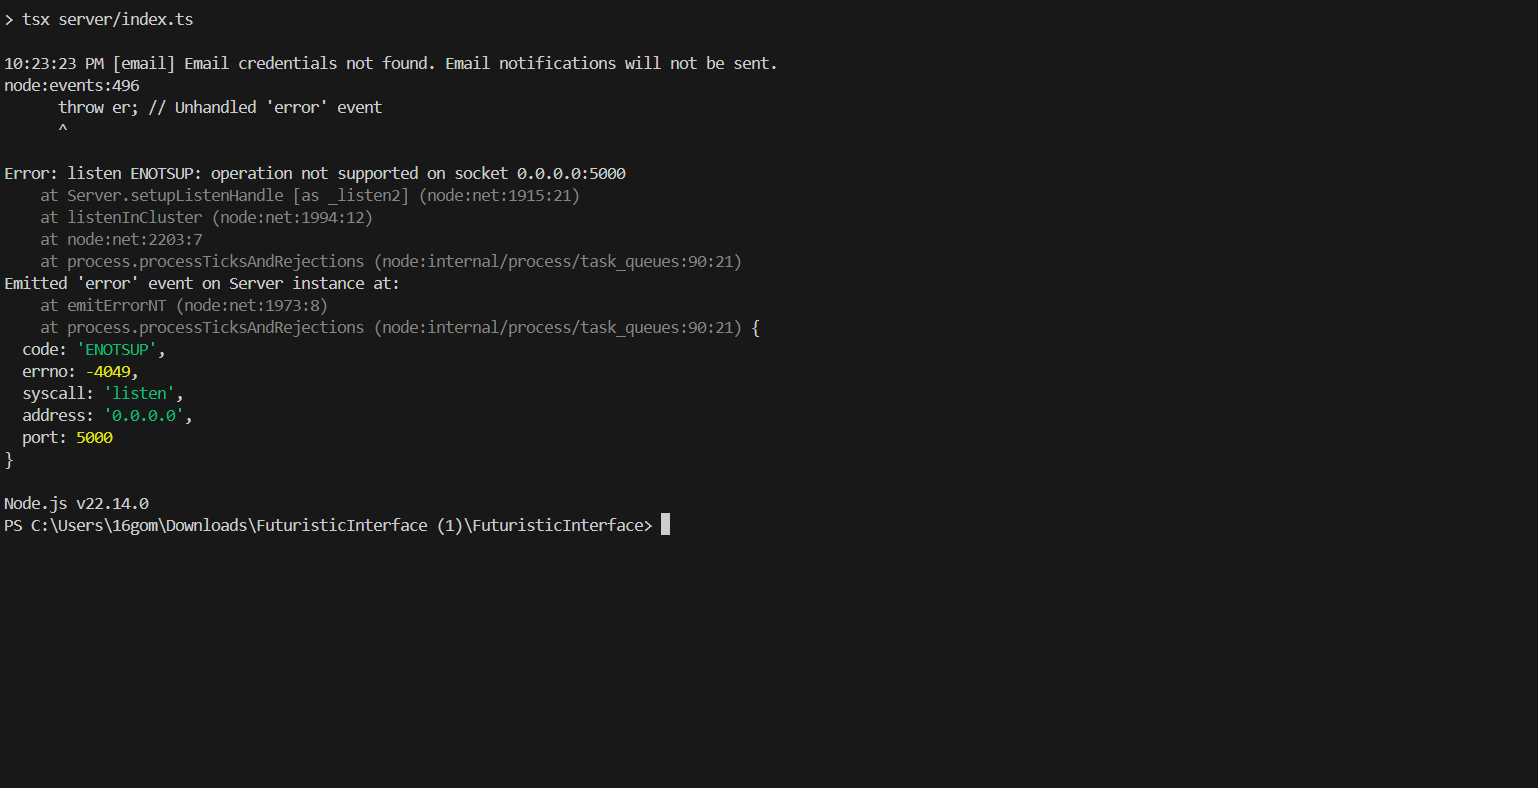 > tsx server/index.ts
10:23:23 PM [email] Email credentials not found. Email notifications will not be sent.
node:events:496
      throw er; // Unhandled 'error' event
      ^
Error: listen ENOTSUP: operation not supported on socket 0.0.0.0:5000
    at Server.setupListenHandle [as _listen2] (node:net:1915:21)
    at listenInCluster (node:net:1994:12)
    at node:net:2203:7
    at process.processTicksAndRejections (node:internal/process/task_queues:90:21)
Emitted 'error' event on Server instance at:
    at emitErrorNT (node:net:1973:8)
    at process.processTicksAndRejections (node:internal/process/task_queues:90:21) {
  code: 'ENOTSUP',
  errno: -4049,
  syscall: 'listen',
  address: '0.0.0.0',
  port: 5000
}
Node.js v22.14.0
PS C:\Users\16gom\Downloads\FuturisticInterface (1)\FuturisticInterface>